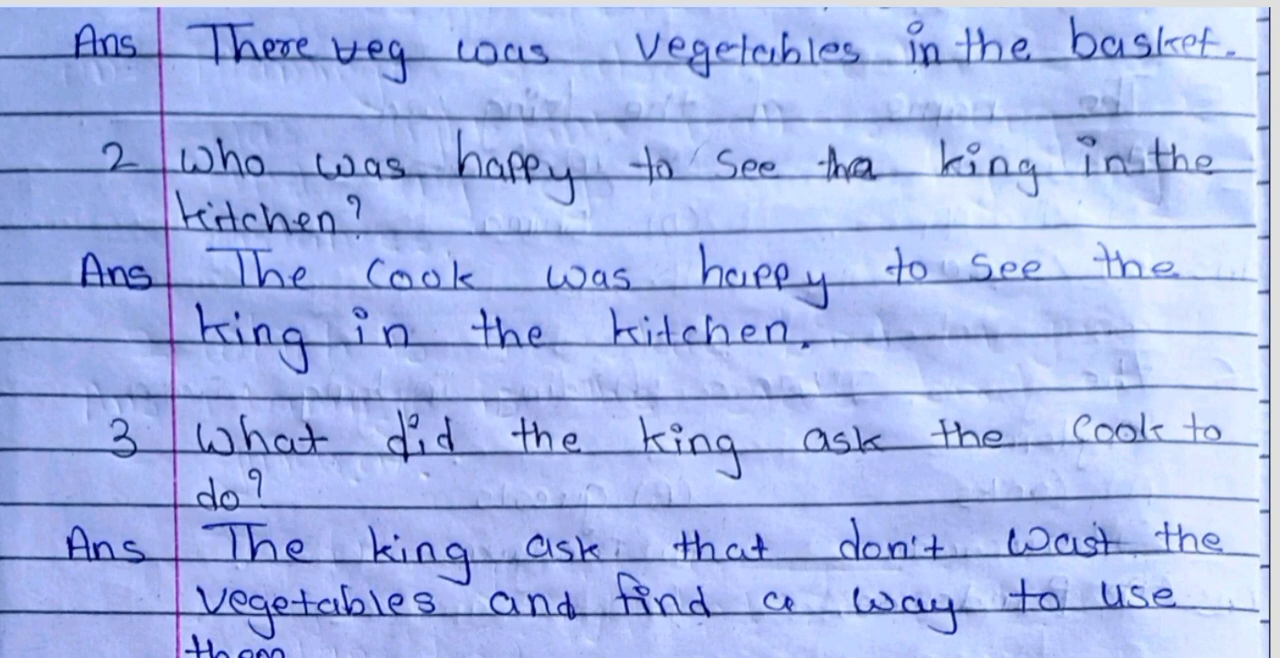 Ans There veg was vegetables in the basket.
2 who was happy to see tha king in the
kitchen?
Ans The cook was happy to see the
king in the kitchen.
3 What did the king ask the cook to
do?
Ans The king ask that don't wast the
vegetables and find a way to use
them